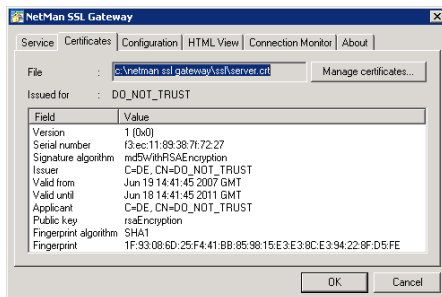 NetMan SSL Gateway
Service Certificates Configuration HTML View Connection Monitor About
File : c:\netman ssl gateway\ssl\server.crt Manage certificates...
Issued for : DO_NOT_TRUST
Field Value
Version 1 (0x0)
Serial number f3:ec:11:89:38:7f:72:27
Signature algorithm md5WithRSAEncryption
Issuer C=DE, CN=DO_NOT_TRUST
Valid from Jun 19 14:41:45 2007 GMT
Valid until Jun 18 14:41:45 2011 GMT
Applicant C=DE, CN=DO_NOT_TRUST
Public key rsaEncryption
Fingerprint algorithm SHA1
Fingerprint 1F:93:08:6D:25:F4:41:BB:85:98:15:E3:E3:8C:E3:94:22:8F:D5:FE
OK Cancel